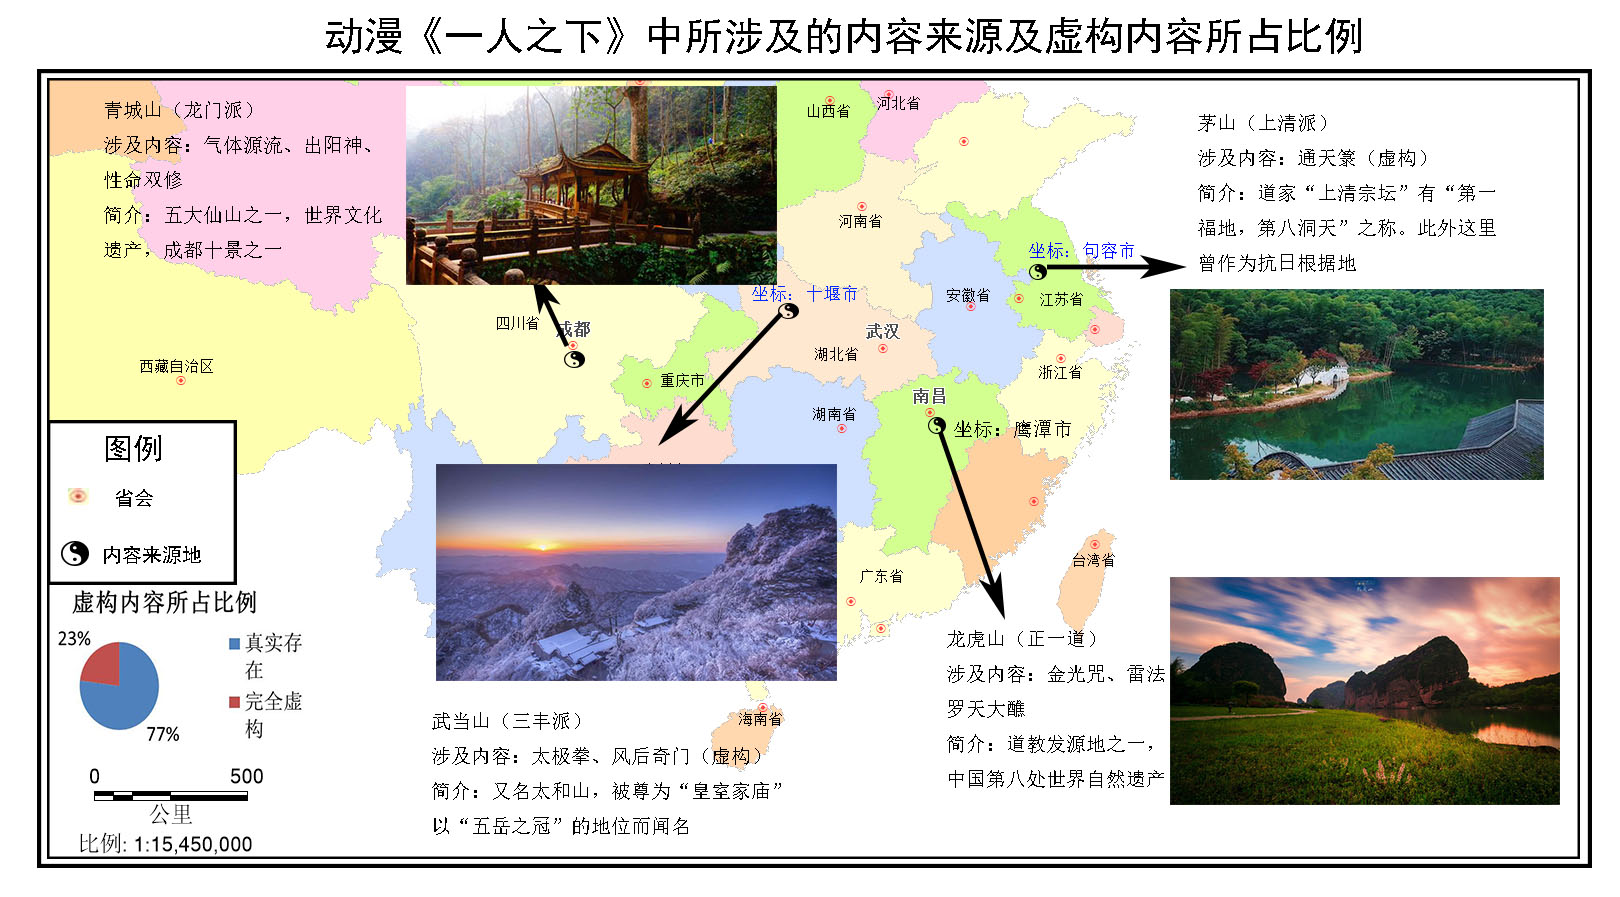 动漫《一人之下》中所涉及的内容来源及虚构内容所占比例
青城山（龙门派）
涉及内容：气体源流、出阳神、
性命双修
简介：五大仙山之一，世界文化
遗产，成都十景之一
山西省
河北省
河南省
茅山（上清派）
涉及内容：通天箓（虚构）
简介：道家“上清宗坛”有“第一
福地，第八洞天”之称。此外这里
曾作为抗日根据地
坐标：句容市
坐标：十堰市
安徽省
江苏省
四川省
成都
武汉
湖北省
西藏自治区
重庆市
浙江省
南昌
湖南省
坐标：鹰潭市
图例
省会
内容来源地
台湾省
广东省
虚构内容所占比例
23%
77%
真实存
在
完全虚
构
龙虎山（正一道）
涉及内容：金光咒、雷法
罗天大醮
简介：道教发源地之一，
中国第八处世界自然遗产
海南省
武当山（三丰派）
涉及内容：太极拳、风后奇门（虚构）
简介：又名太和山，被尊为“皇室家庙”
以“五岳之冠”的地位而闻名
0 500
公里
比例: 1:15,450,000